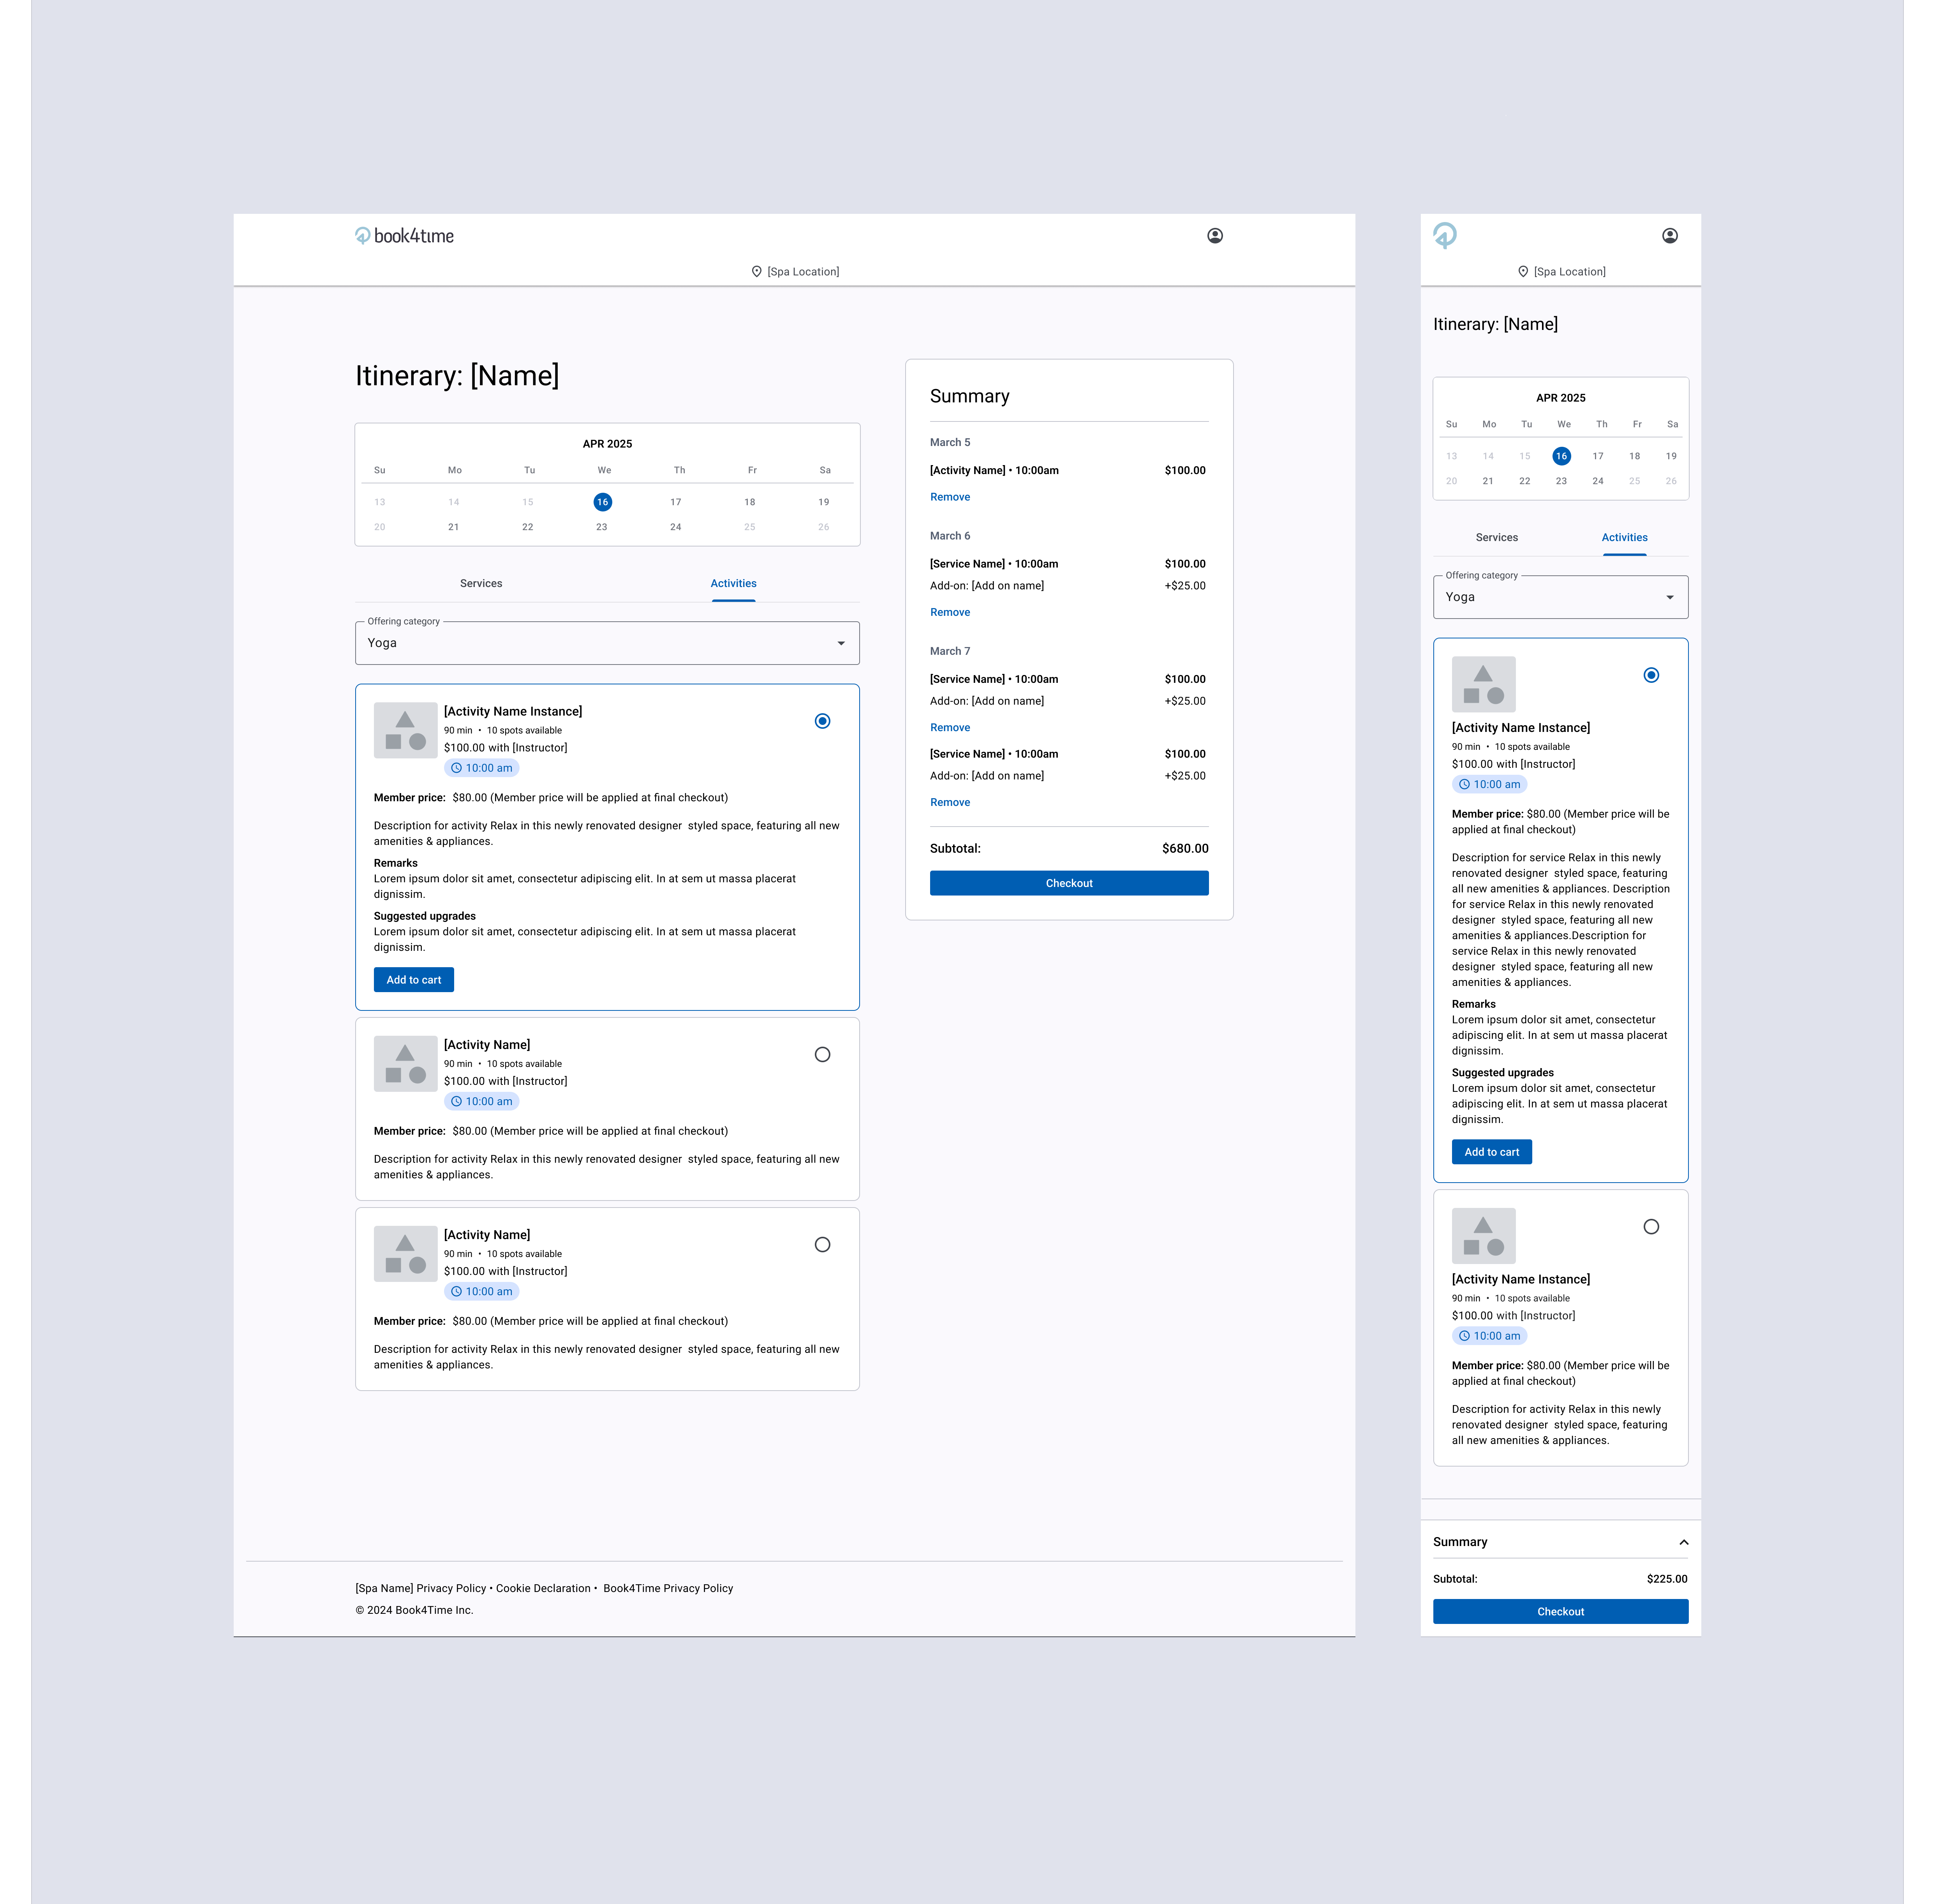 book4time
[Spa Location]
Itinerary: [Name]
APR 2025
Su Mo Tu We Th Fr Sa
13 14 15 16 17 18 19
20 21 22 23 24 25 26
Services Activities
Offering category
Yoga
[Activity Name Instance]
90 min • 10 spots available
$100.00 with [Instructor]
10:00 am
Member price: $80.00 (Member price will be applied at final checkout)
Description for activity Relax in this newly renovated designer styled space, featuring all new
amenities & appliances.
Remarks
Lorem ipsum dolor sit amet, consectetur adipiscing elit. In at sem ut massa placerat
dignissim.
Suggested upgrades
Lorem ipsum dolor sit amet, consectetur adipiscing elit. In at sem ut massa placerat
dignissim.
Add to cart
[Activity Name]
90 min • 10 spots available
$100.00 with [Instructor]
10:00 am
Member price: $80.00 (Member price will be applied at final checkout)
Description for activity Relax in this newly renovated designer styled space, featuring all new
amenities & appliances.
[Activity Name]
90 min • 10 spots available
$100.00 with [Instructor]
10:00 am
Member price: $80.00 (Member price will be applied at final checkout)
Description for activity Relax in this newly renovated designer styled space, featuring all new
amenities & appliances.
Summary
March 5
[Activity Name] • 10:00am $100.00
Remove
March 6
[Service Name] • 10:00am $100.00
Add-on: [Add on name] +$25.00
Remove
March 7
[Service Name] • 10:00am $100.00
Add-on: [Add on name] +$25.00
Remove
[Service Name] • 10:00am $100.00
Add-on: [Add on name] +$25.00
Remove
Subtotal: $680.00
Checkout
[Spa Name] Privacy Policy • Cookie Declaration • Book4Time Privacy Policy
© 2024 Book4Time Inc.
4
[Spa Location]
Itinerary: [Name]
APR 2025
Su Mo Tu We Th Fr Sa
13 14 15 16 17 18 19
20 21 22 23 24 25 26
Services Activities
Offering category
Yoga
[Activity Name Instance]
90 min • 10 spots available
$100.00 with [Instructor]
10:00 am
Member price: $80.00 (Member price will be
applied at final checkout)
Description for service Relax in this newly
renovated designer styled space, featuring
all new amenities & appliances. Description
for service Relax in this newly renovated
designer styled space, featuring all new
amenities & appliances.Description for
service Relax in this newly renovated
designer styled space, featuring all new
amenities & appliances.
Remarks
Lorem ipsum dolor sit amet, consectetur
adipiscing elit. In at sem ut massa placerat
dignissim.
Suggested upgrades
Lorem ipsum dolor sit amet, consectetur
adipiscing elit. In at sem ut massa placerat
dignissim.
Add to cart
[Activity Name Instance]
90 min • 10 spots available
$100.00 with [Instructor]
10:00 am
Member price: $80.00 (Member price will be
applied at final checkout)
Description for activity Relax in this newly
renovated designer styled space, featuring
all new amenities & appliances.
Summary
Subtotal: $225.00
Checkout